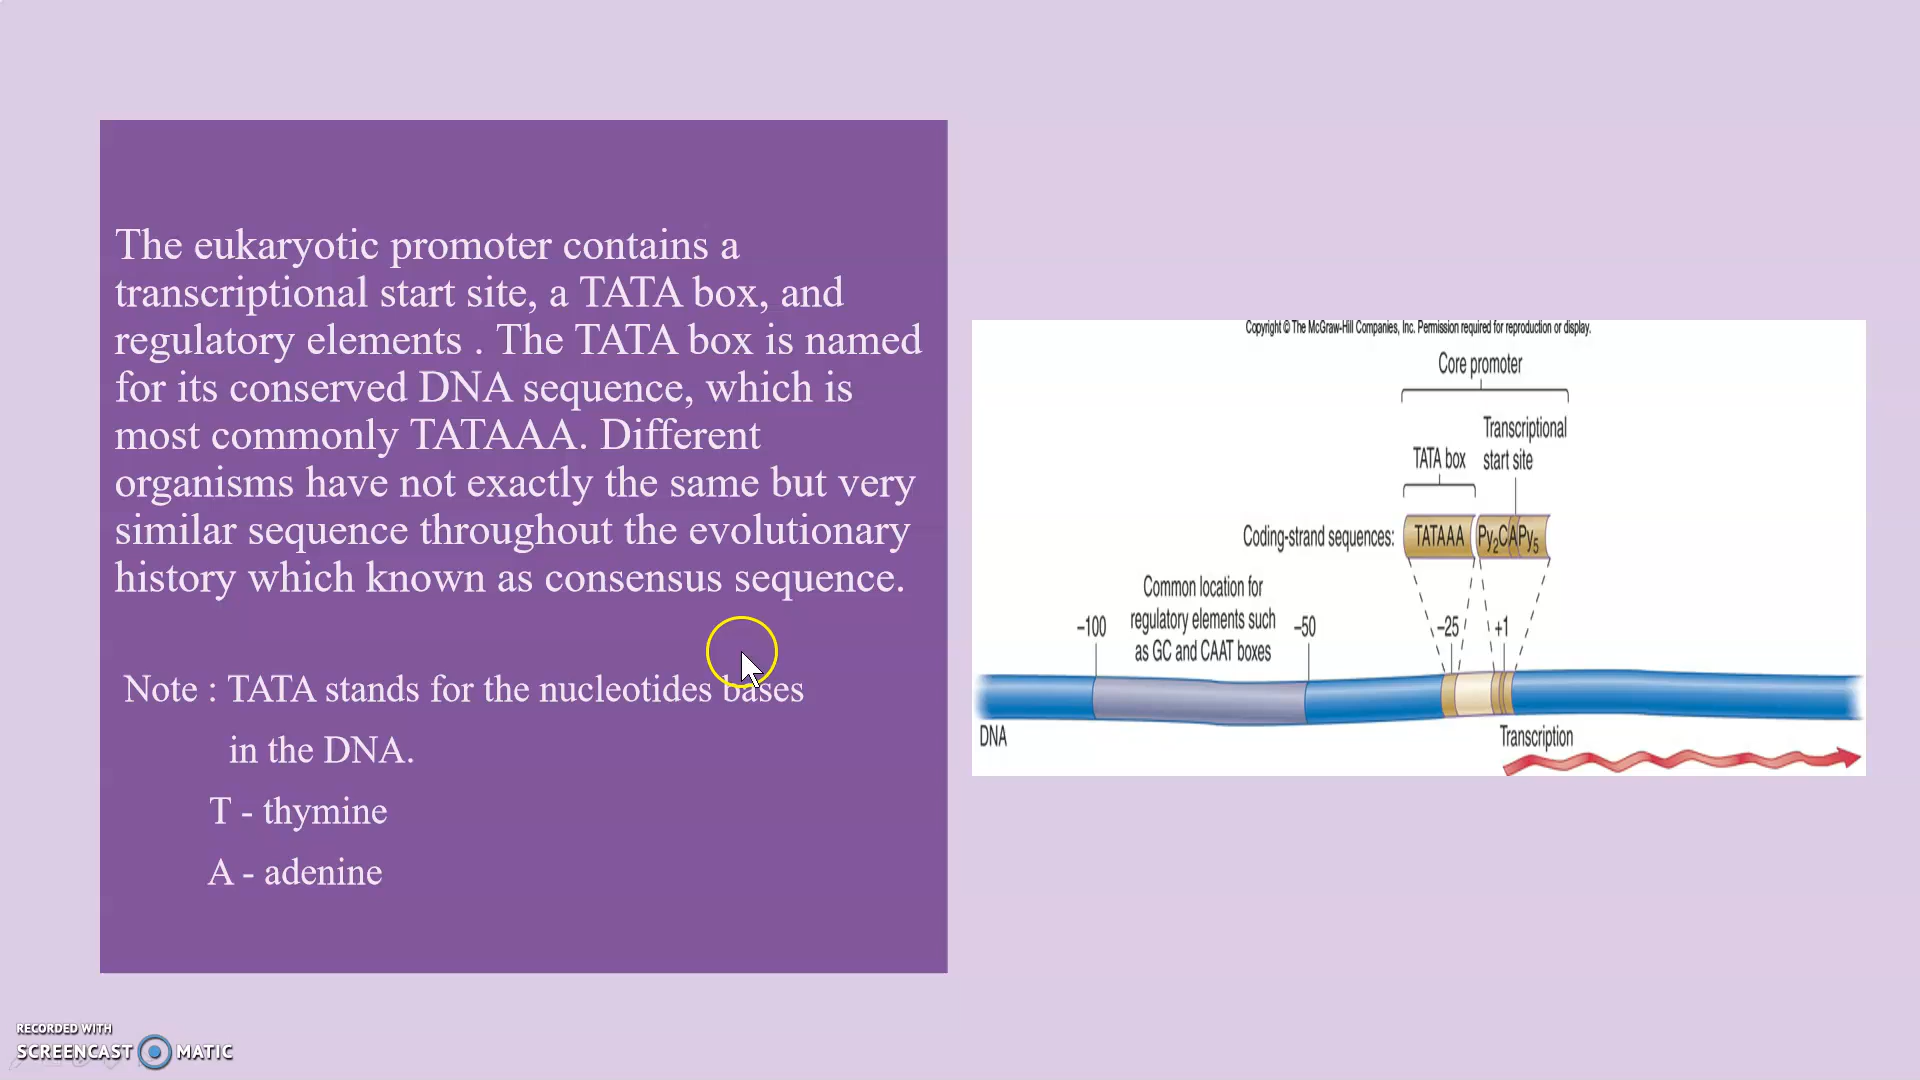 The eukaryotic promoter contains a
transcriptional start site, a TATA box, and
regulatory elements . The TATA box is named
for its conserved DNA sequence, which is
most commonly TATAAA. Different
organisms have not exactly the same but very
similar sequence throughout the evolutionary
history which known as consensus sequence.
Note : TATA stands for the nucleotides bases
in the DNA.
T - thymine
A - adenine
Copyright © The McGraw-Hill Companies, Inc. Permission required for reproduction or display.
Core promoter
Transcriptional
start site
TATA box
Coding-strand sequences:
TATAAA
Py2CAPy5
Common location for
regulatory elements such
as GC and CAAT boxes
–100
–50
–25
+1
DNA
Transcription
RECORDED WITH
SCREENCAST MATIC